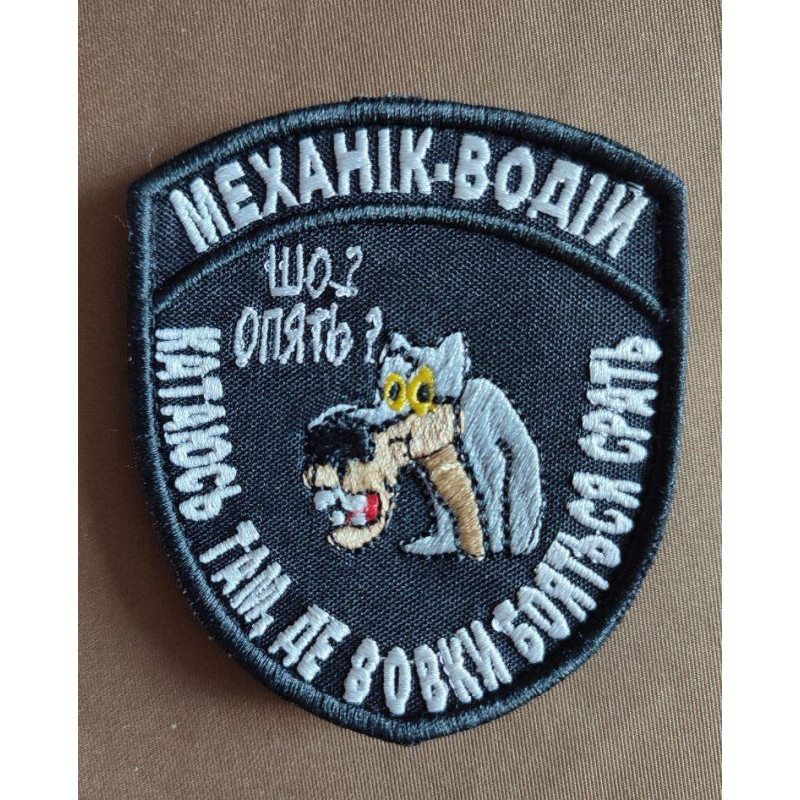 МЕХАНІК-ВОДІЙ
ШО?
ОПЯТЬ?
КАТАЮСЬ ТАМ, ДЕ ВОВКИ БОЯТЬСЯ СРАТЬ